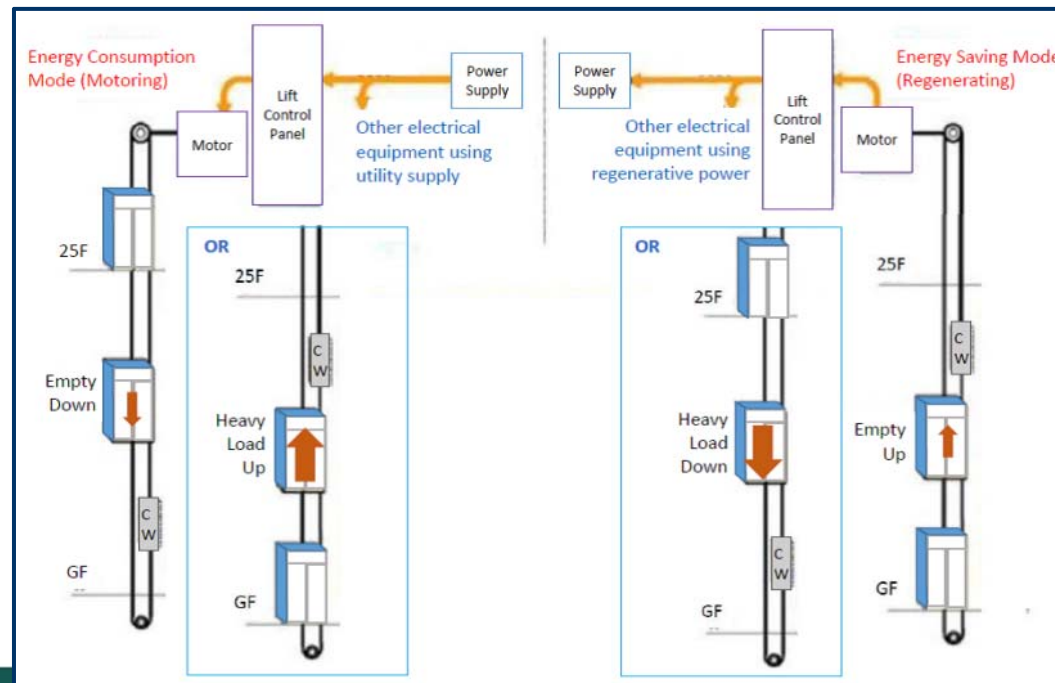 Energy Consumption
Mode (Motoring)
Motor
Lift
Control
Panel
Power
Supply
Other electrical
equipment using
utility supply
25F
Empty
Down
C
W
GF
OR
25F
C
W
Heavy
Load
Up
GF
Power
Supply
Other electrical
equipment using
regenerative power
Lift
Control
Panel
Motor
Energy Saving Mode
(Regenerating)
OR
25F
Heavy
Load
Down
C
W
GF
25F
C
W
Empty
Up
GF